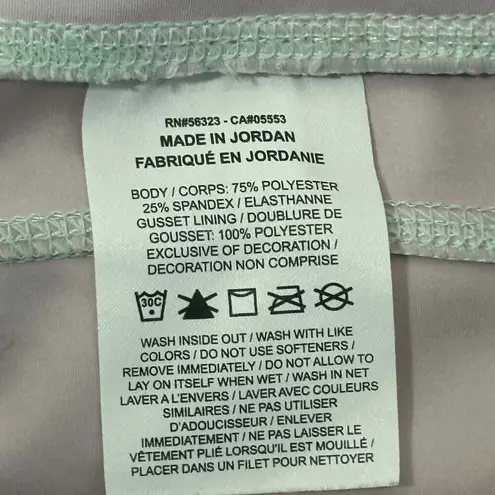 RN#56323 - CA#05553
MADE IN JORDAN
FABRIQUÉ EN JORDANIE
BODY / CORPS: 75% POLYESTER
25% SPANDEX / ELASTHANNE
GUSSET LINING / DOUBLURE DE
GOUSSET: 100% POLYESTER
EXCLUSIVE OF DECORATION /
DECORATION NON COMPRISE
30C
WASH INSIDE OUT / WASH WITH LIKE
COLORS / DO NOT USE SOFTENERS /
REMOVE IMMEDIATELY / DO NOT ALLOW TO
LAY ON ITSELF WHEN WET / WASH IN NET
LAVER A L'ENVERS / LAVER AVEC COULEURS
SIMILAIRES / NE PAS UTILISER
D'ADOUCISSEUR / ENLEVER
IMMEDIATEMENT / NE PAS LAISSER LE
VÊTEMENT PLIÉ LORSQU'IL EST MOUILLÉ /
PLACER DANS UN FILET POUR NETTOYER